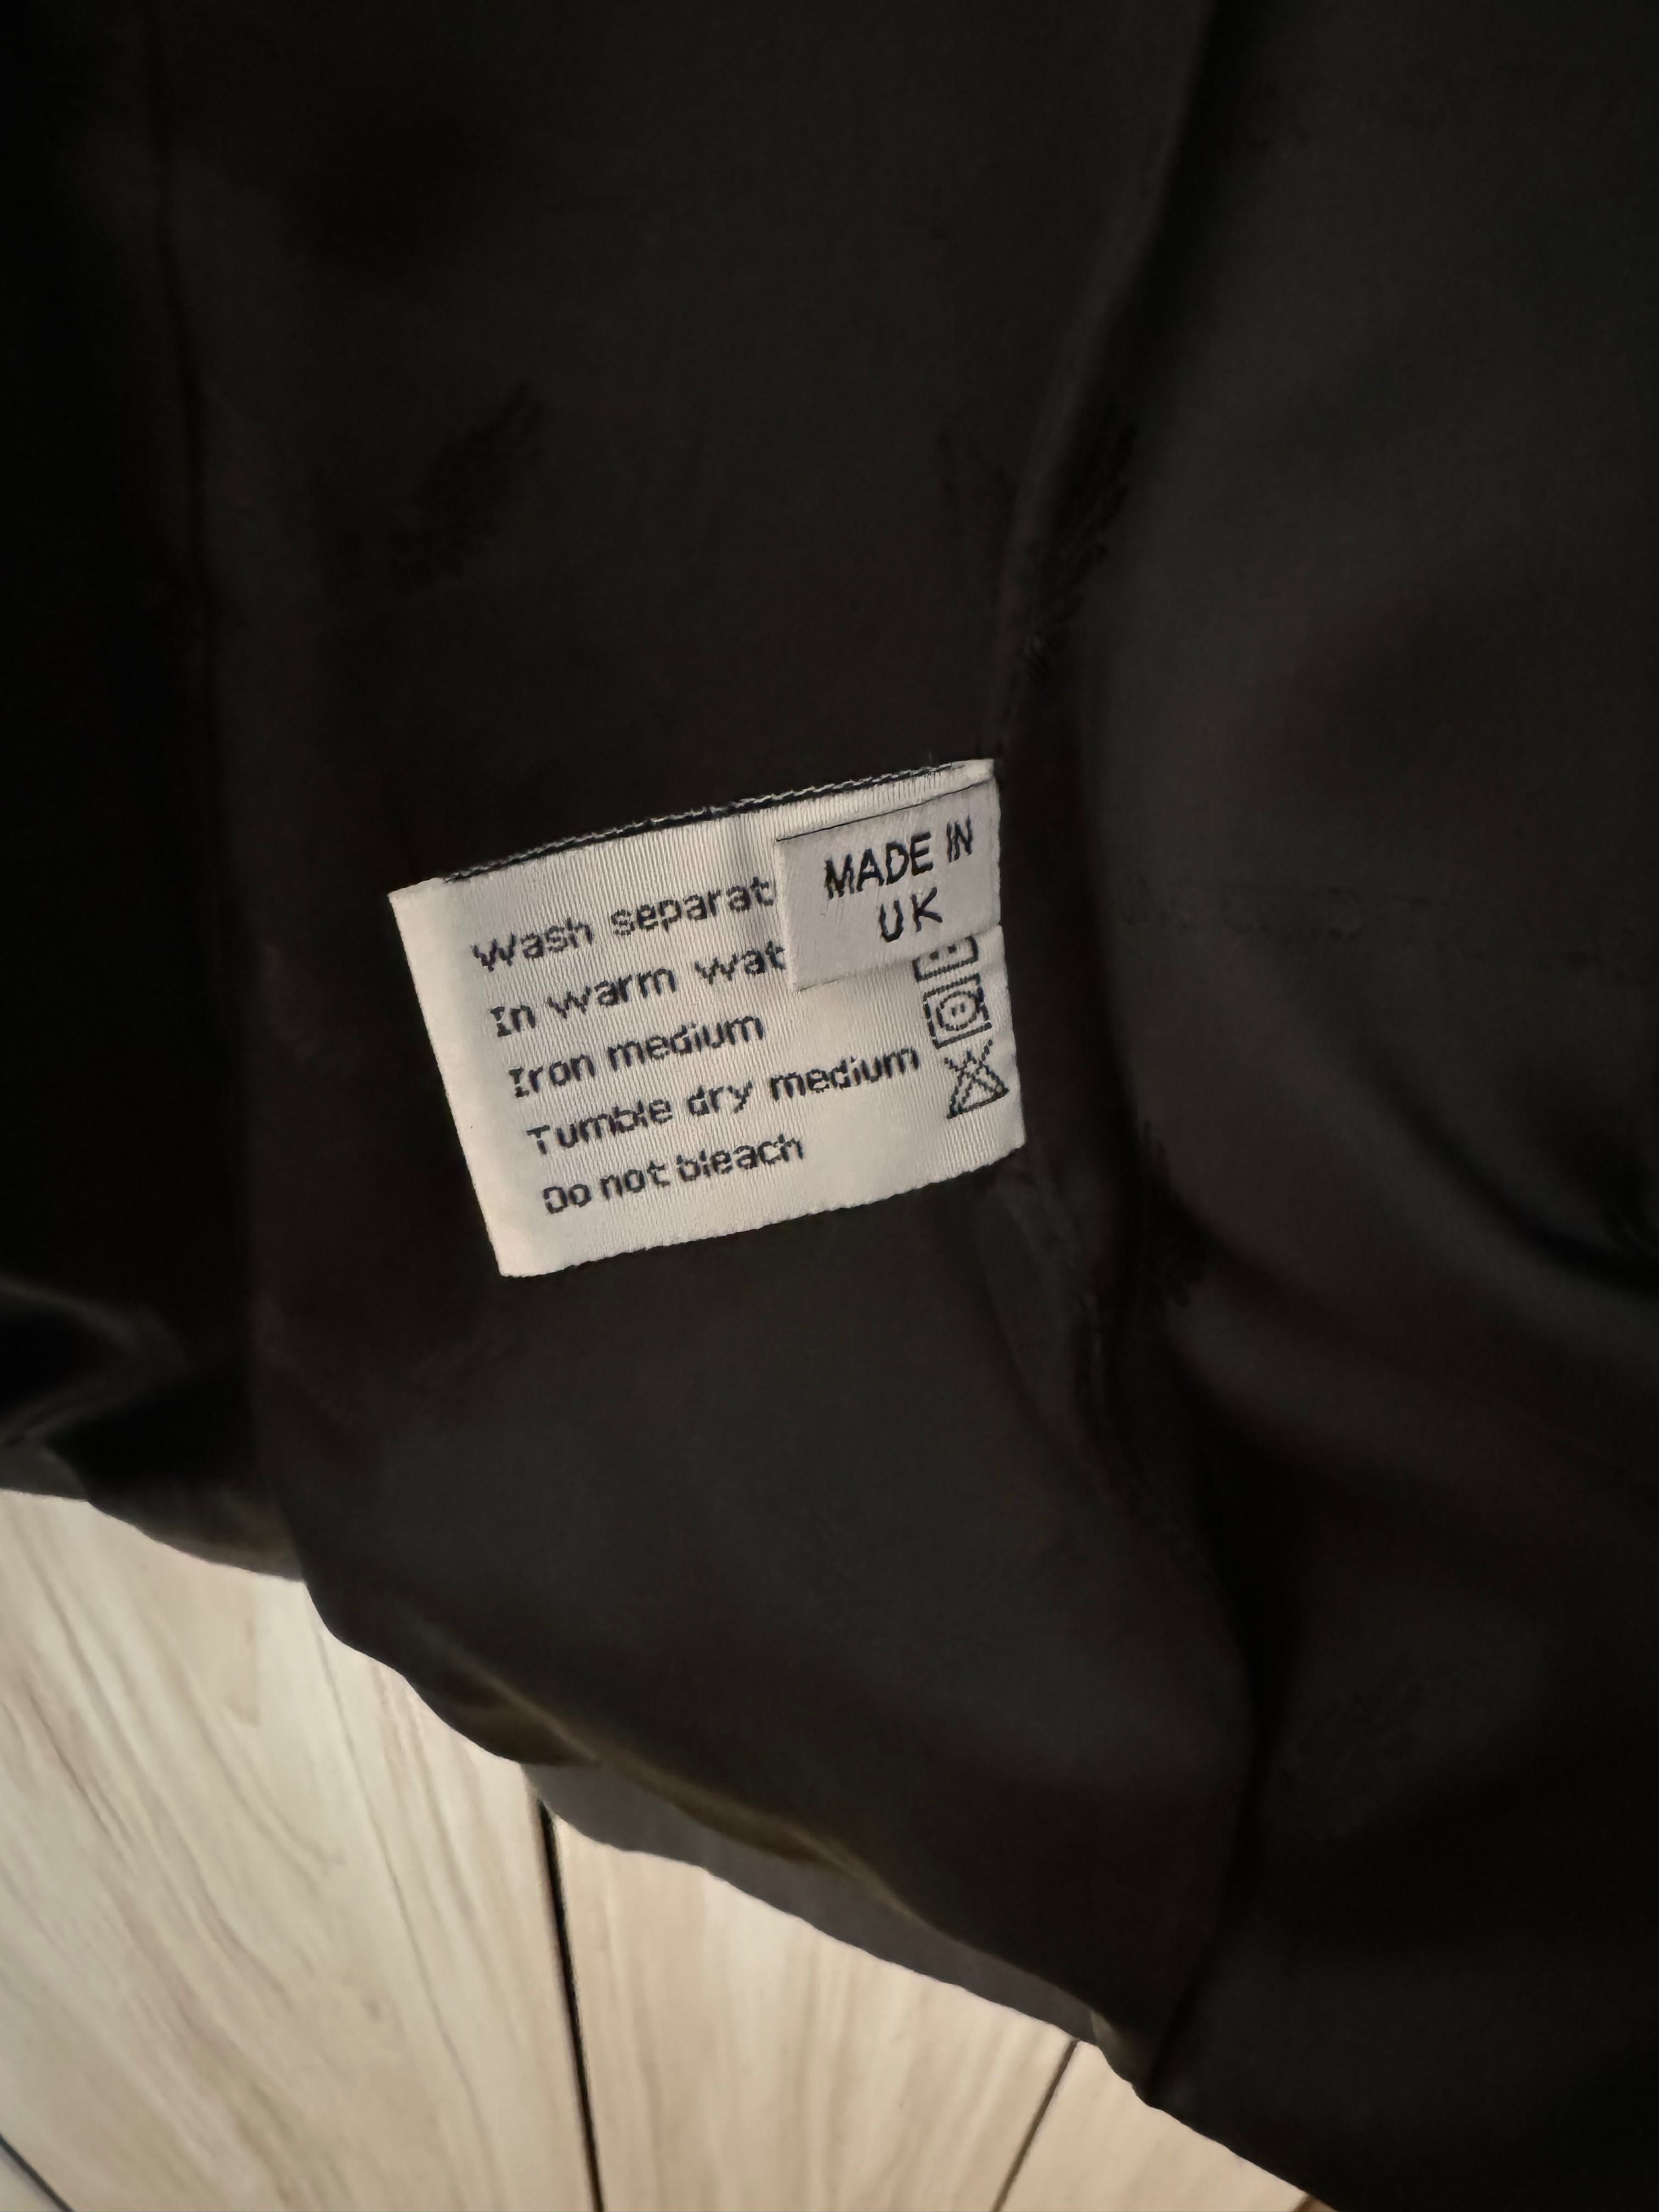 MADE IN
UK
Wash separat
In warm wat
Iron medium
Tumble dry medium
Do not bleach